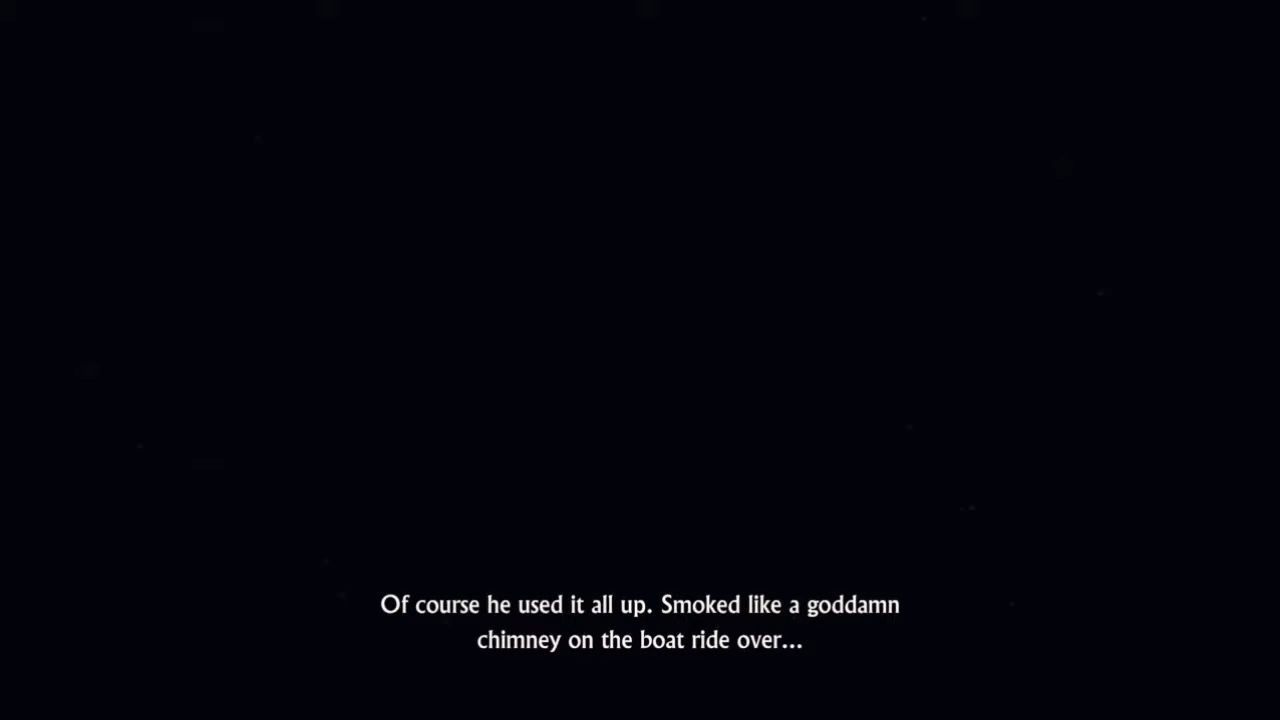 Of course he used it all up. Smoked like a goddamn
chimney on the boat ride over...